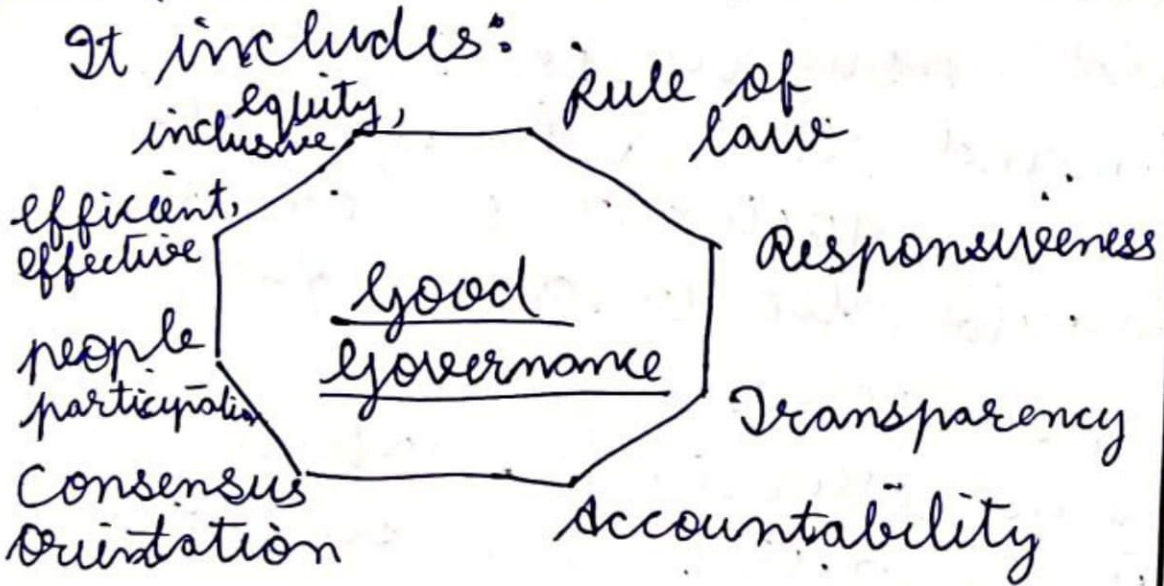 It includes:
equity,
inclusive
Rule of
law
efficient,
effective
Responsiveness
Good
Governance
people
participation
Transparency
Consensus
Orientation
Accountability